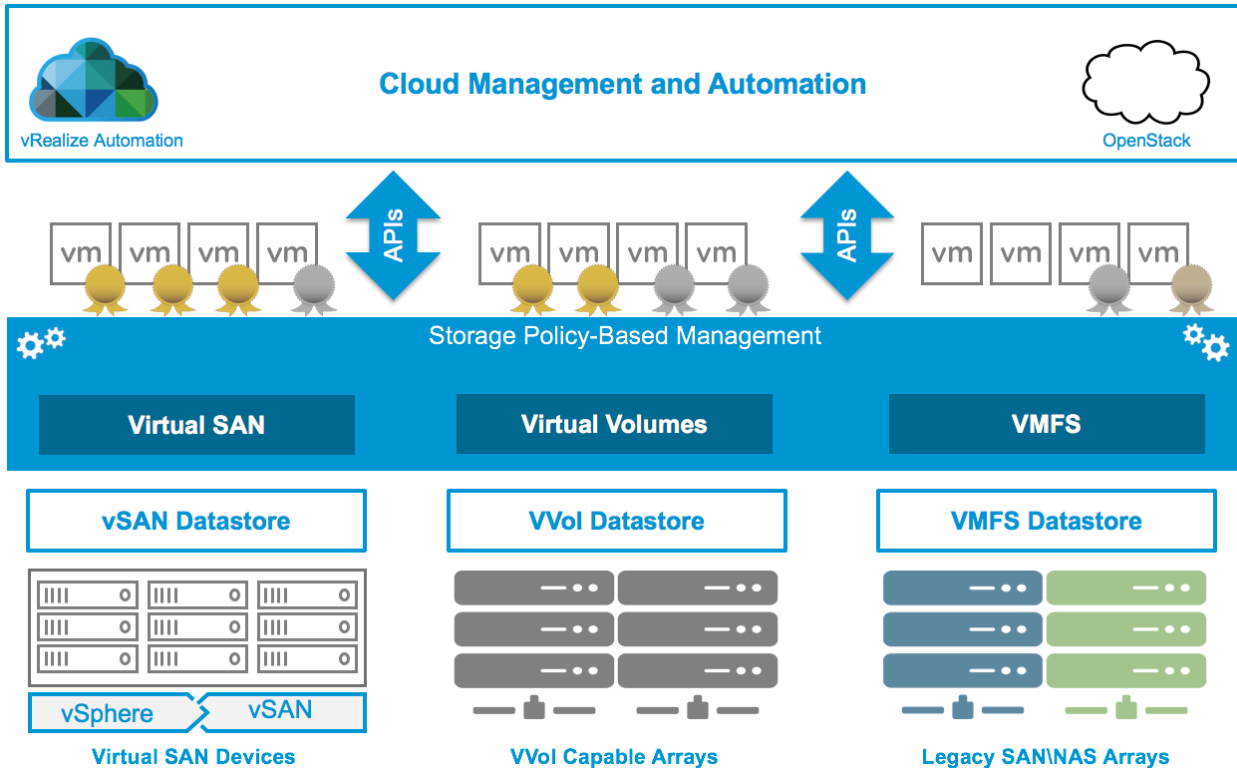 Cloud Management and Automation
vRealize Automation
OpenStack
vm vm vm vm
APIs
vm vm vm vm
APIs
vm vm vm vm
Storage Policy-Based Management
Virtual SAN
Virtual Volumes
VMFS
vSAN Datastore
VVol Datastore
VMFS Datastore
vSphere
vSAN
Virtual SAN Devices
VVol Capable Arrays
Legacy SAN\NAS Arrays